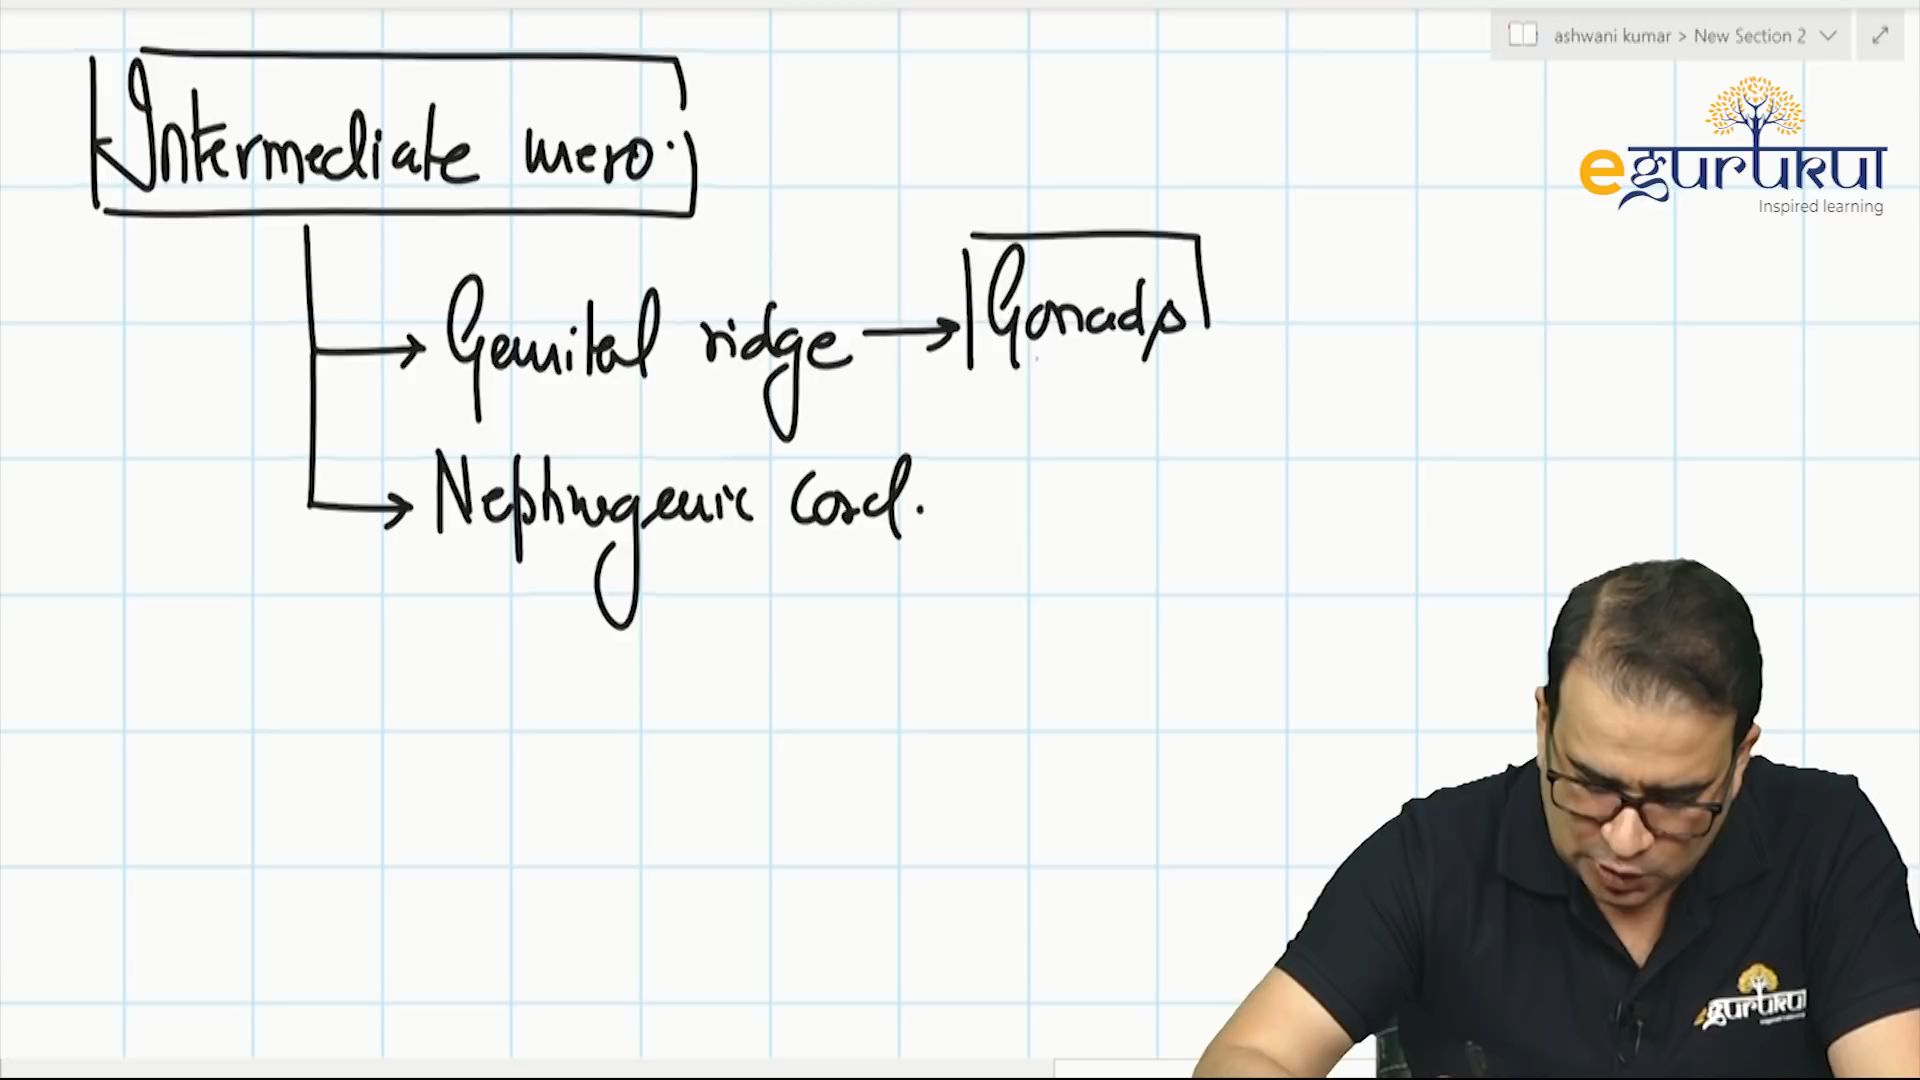 ashwani kumar > New Section 2
Intermediate meso.
egurukul
Inspired learning
Genital ridge → Gonads
Nephrogenic cord.
gurukul